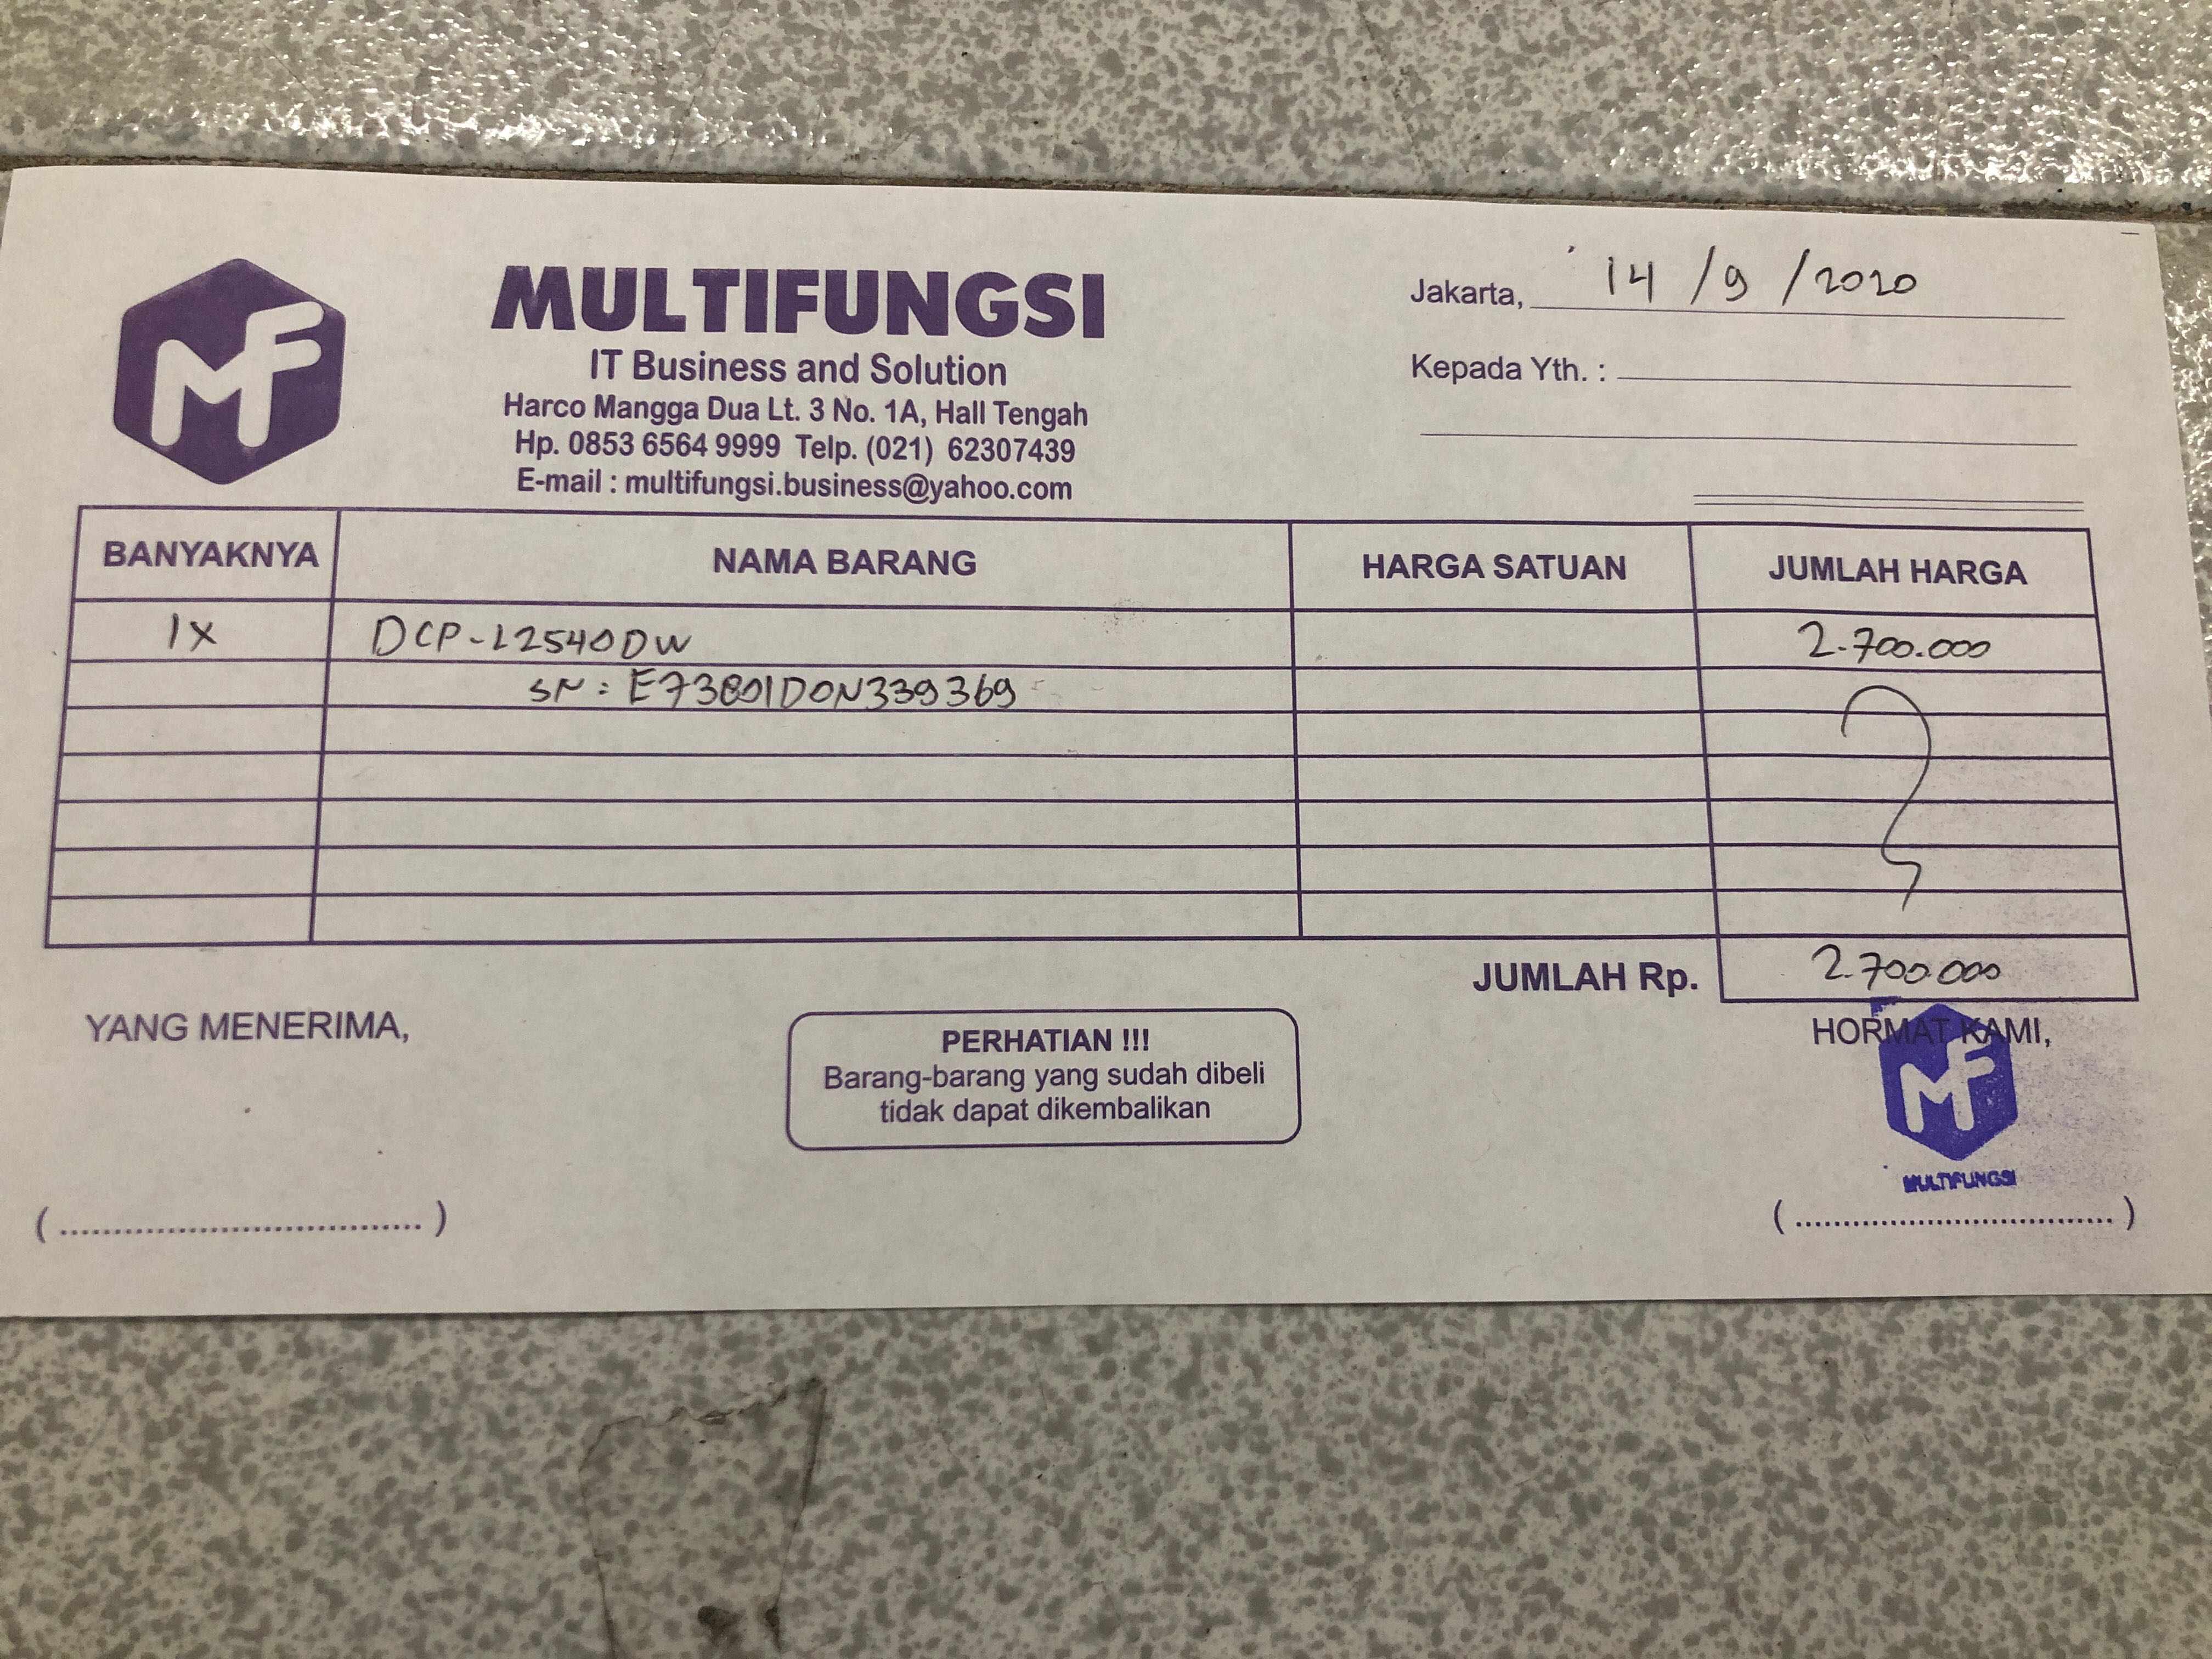 MF
MULTIFUNGSI
IT Business and Solution
Harco Mangga Dua Lt. 3 No. 1A, Hall Tengah
Hp. 0853 6564 9999 Telp. (021) 62307439
E-mail : multifungsi.business@yahoo.com
Jakarta, 14 / 9 / 2020
Kepada Yth. :
BANYAKNYA NAMA BARANG HARGA SATUAN JUMLAH HARGA
1X DCP-L2540DW 2.700.000
SN :
JUMLAH Rp. 2.700.000
YANG MENERIMA,
PERHATIAN !!!
Barang-barang yang sudah dibeli
tidak dapat dikembalikan
HORMAT KAMI,
MF
MULTIFUNGSI
(....................................)
(....................................)